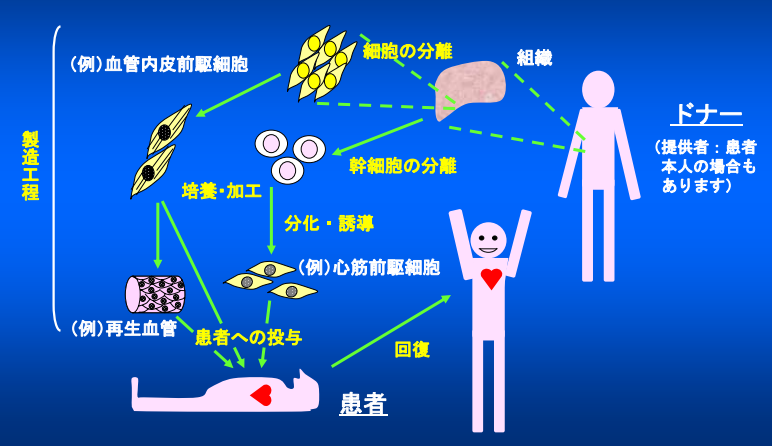 (例)血管内皮前駆細胞
細胞の分離
組織
ドナー
(提供者:患者
本人の場合も
あります)
製造工程
幹細胞の分離
培養・加工
分化・誘導
(例)心筋前駆細胞
(例)再生血管
患者への投与
回復
患者